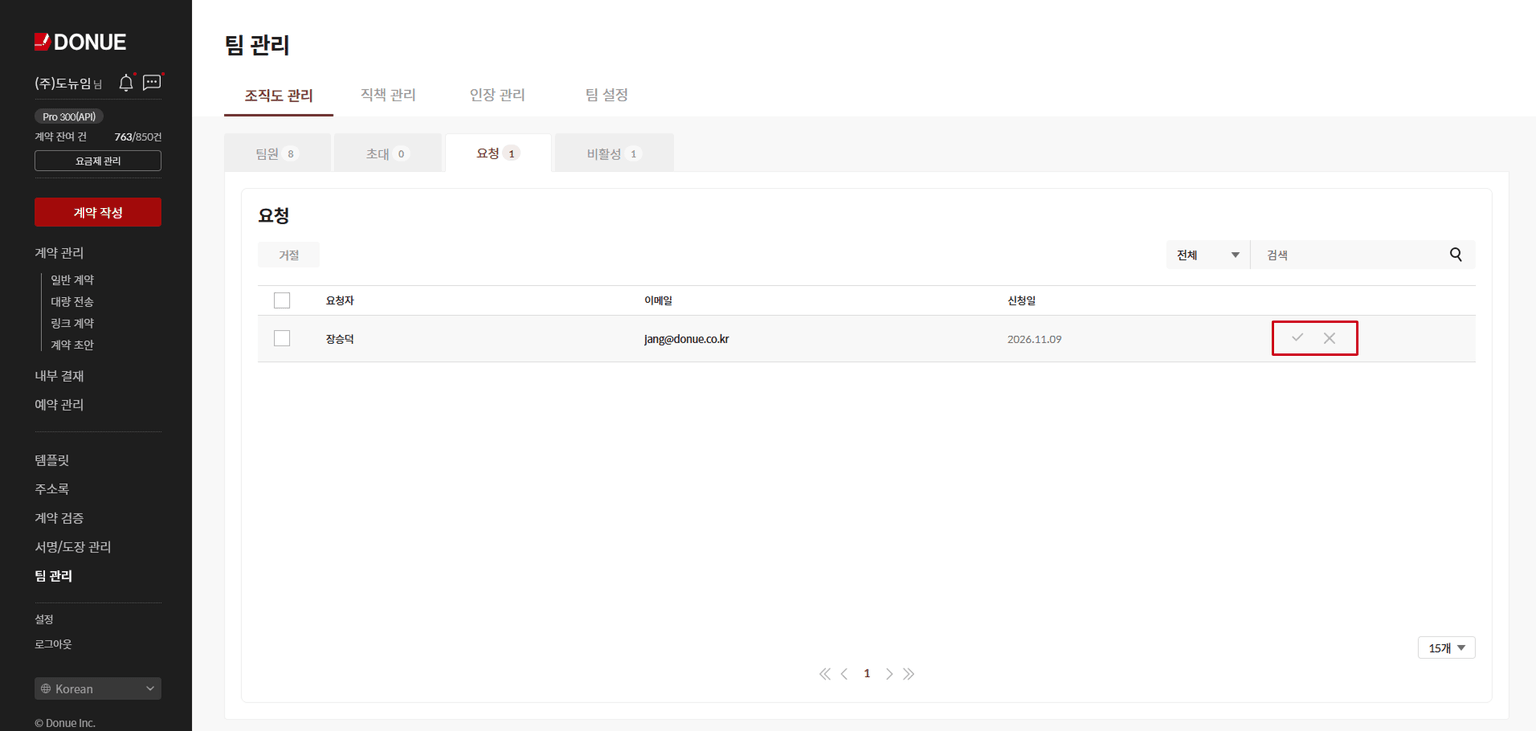 DONUE
(주)도뉴임 님
Pro 300(API)
계약 잔여 건 763/850건
요금제 관리
계약 작성
계약 관리
일반 계약
대량 전송
링크 계약
계약 초안
내부 결재
예약 관리
템플릿
주소록
계약 검증
서명/도장 관리
팀 관리
설정
로그아웃
Korean
© Donue Inc.
팀 관리
조직도 관리 직책 관리 인장 관리 팀 설정
팀원 8 초대 0 요청 1 비활성 1
요청
거절 전체 검색
요청자 이메일 신청일
장승덕 jang@donue.co.kr 2026.11.09
15개
1